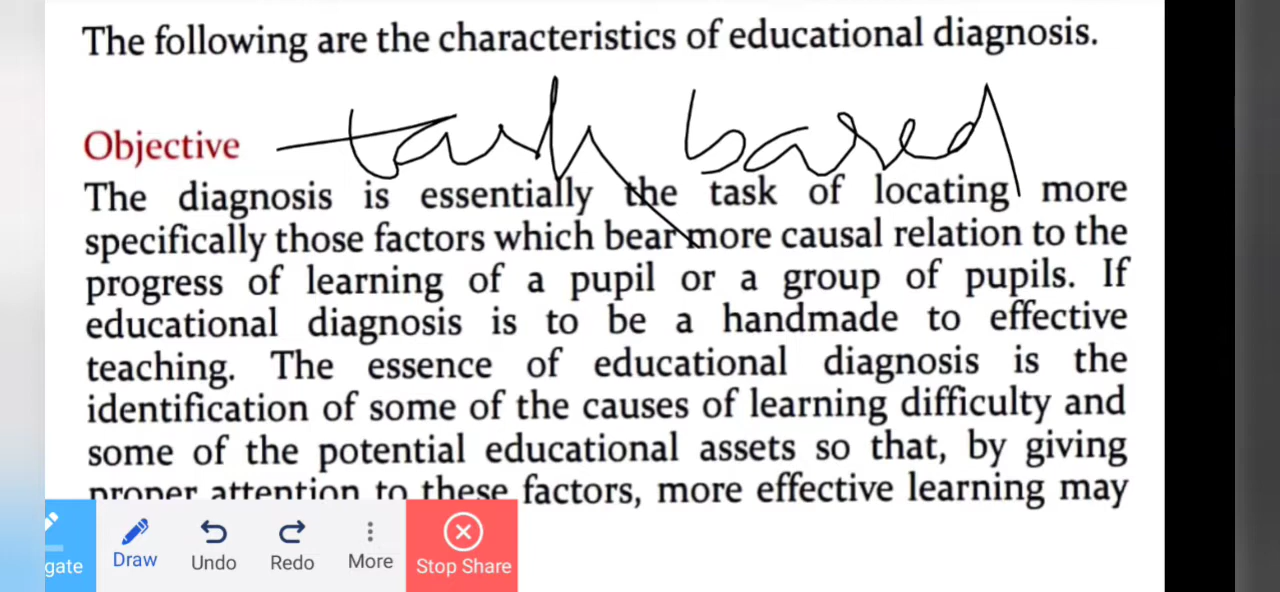 The following are the characteristics of educational diagnosis.
Objective task based
The diagnosis is essentially the task of locating more
specifically those factors which bear more causal relation to the
progress of learning of a pupil or a group of pupils. If
educational diagnosis is to be a handmade to effective
teaching. The essence of educational diagnosis is the
identification of some of the causes of learning difficulty and
some of the potential educational assets so that, by giving
proper attention to these factors, more effective learning may
gate Draw Undo Redo More Stop Share